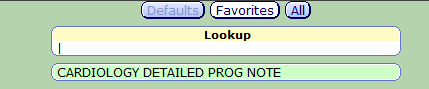 Defaults Favorites All
Lookup
CARDIOLOGY DETAILED PROG NOTE